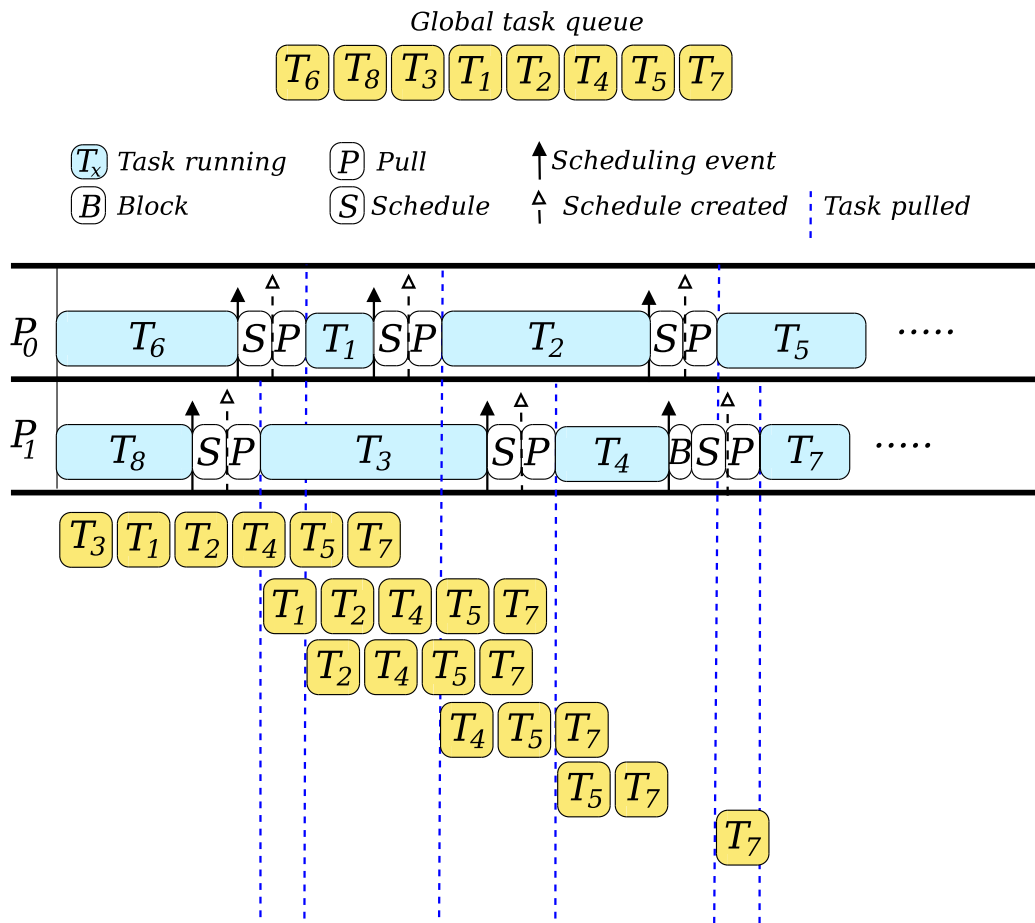 Global task queue
T6 T8 T3 T1 T2 T4 T5 T7
Tx Task running P Pull Scheduling event
B Block S Schedule Schedule created Task pulled
P0 T6 S P T1 S P T2 S P T5 .....
P1 T8 S P T3 S P T4 B S P T7 .....
T3 T1 T2 T4 T5 T7
T1 T2 T4 T5 T7
T2 T4 T5 T7
T4 T5 T7
T5 T7
T7